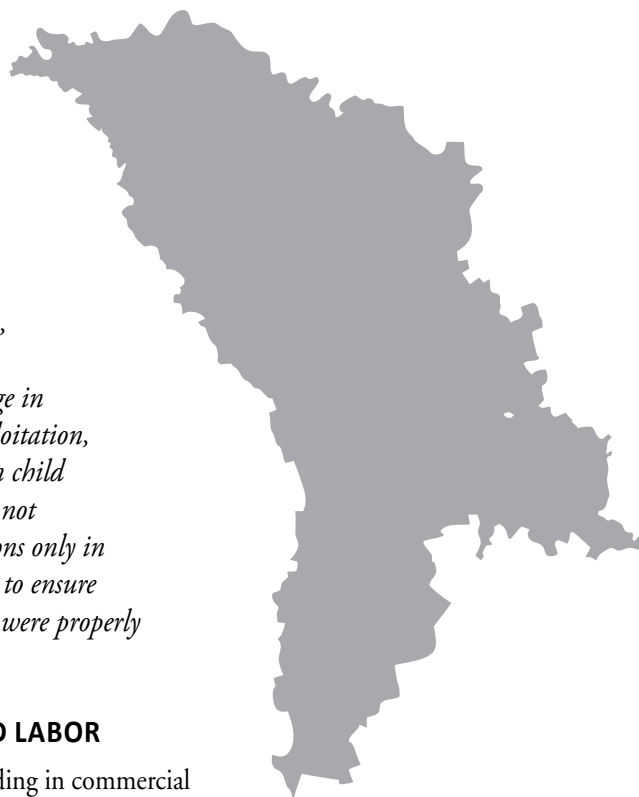 ,
ge in
loitation,
n child
not
ons only in
to ensure
were properly
D LABOR
ding in commercial